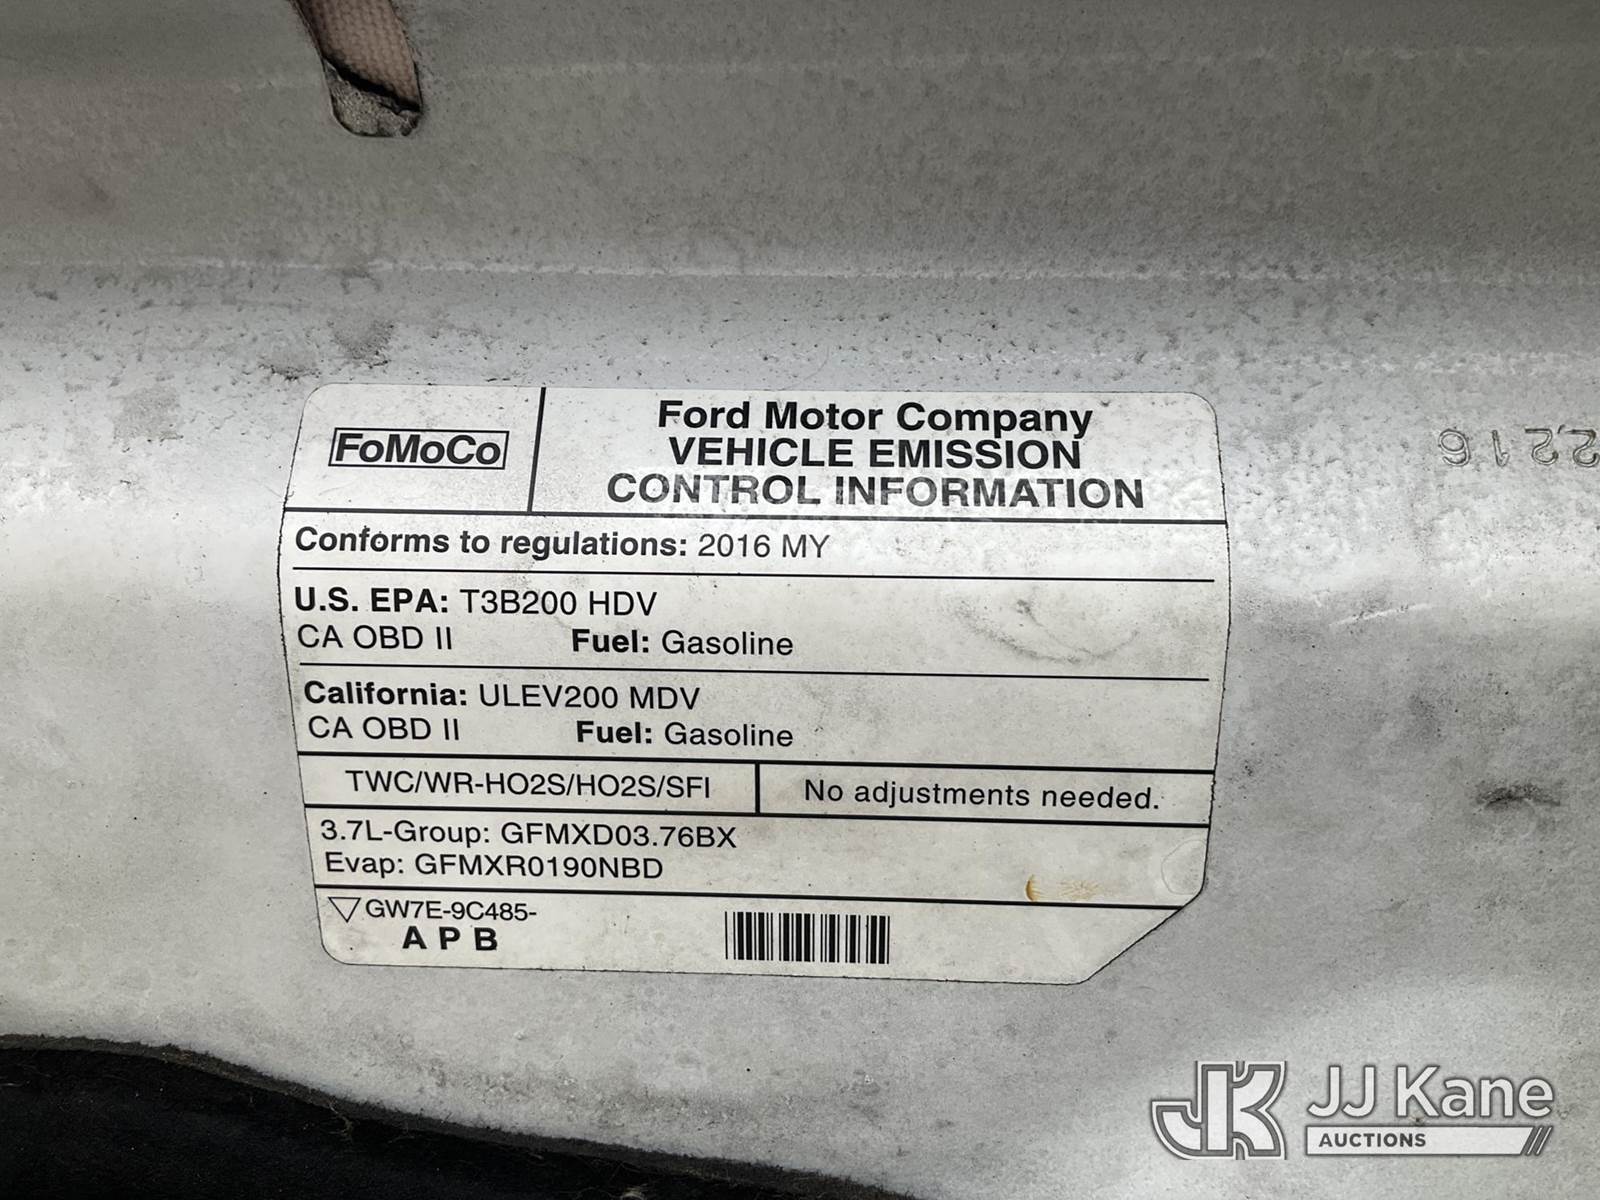 FoMoCo
Ford Motor Company
VEHICLE EMISSION
CONTROL INFORMATION
Conforms to regulations: 2016 MY
U.S. EPA: T3B200 HDV
CA OBD II Fuel: Gasoline
California: ULEV200 MDV
CA OBD II Fuel: Gasoline
TWC/WR-HO2S/HO2S/SFI
No adjustments needed.
3.7L-Group: GFMXD03.76BX
Evap: GFMXR0190NBD
GW7E-9C485-
A P B
JK
JJ Kane
AUCTIONS